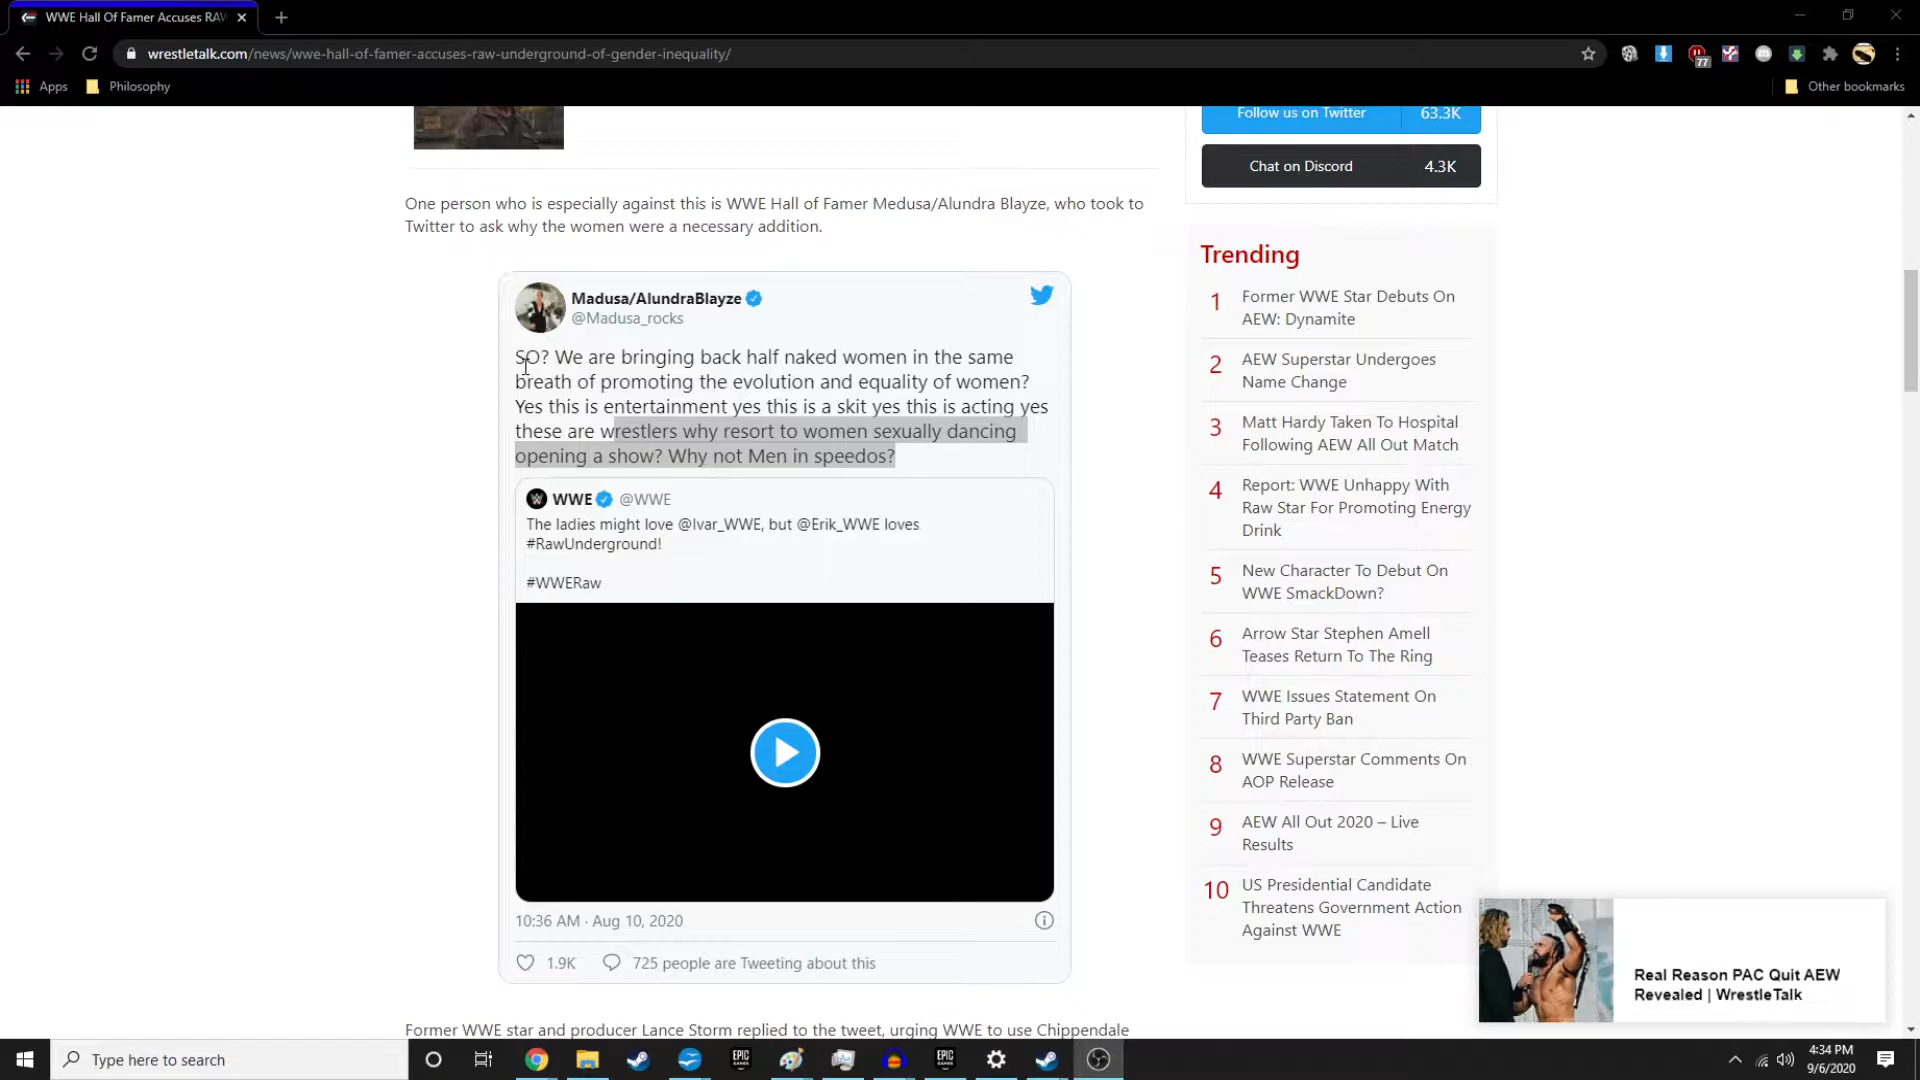 WWE Hall Of Famer Accuses RAW
wrestletalk.com/news/wwe-hall-of-famer-accuses-raw-underground-of-gender-inequality/
77
Apps
Philosophy
Other bookmarks
Follow us on Twitter 63.3K
Chat on Discord 4.3K
One person who is especially against this is WWE Hall of Famer Medusa/Alundra Blayze, who took to
Twitter to ask why the women were a necessary addition.
Madusa/AlundraBlayze
@Madusa_rocks
SO? We are bringing back half naked women in the same
breath of promoting the evolution and equality of women?
Yes this is entertainment yes this is a skit yes this is acting yes
these are wrestlers why resort to women sexually dancing
opening a show? Why not Men in speedos?
WWE @WWE
The ladies might love @Ivar_WWE, but @Erik_WWE loves
#RawUnderground!
#WWERaw
10:36 AM · Aug 10, 2020
1.9K 725 people are Tweeting about this
Former WWE star and producer Lance Storm replied to the tweet, urging WWE to use Chippendale
Trending
1 Former WWE Star Debuts On
AEW: Dynamite
2 AEW Superstar Undergoes
Name Change
3 Matt Hardy Taken To Hospital
Following AEW All Out Match
4 Report: WWE Unhappy With
Raw Star For Promoting Energy
Drink
5 New Character To Debut On
WWE SmackDown?
6 Arrow Star Stephen Amell
Teases Return To The Ring
7 WWE Issues Statement On
Third Party Ban
8 WWE Superstar Comments On
AOP Release
9 AEW All Out 2020 – Live
Results
10 US Presidential Candidate
Threatens Government Action
Against WWE
Real Reason PAC Quit AEW
Revealed | WrestleTalk
Type here to search
EPIC
GAMES
EPIC
GAMES
4:34 PM
9/6/2020